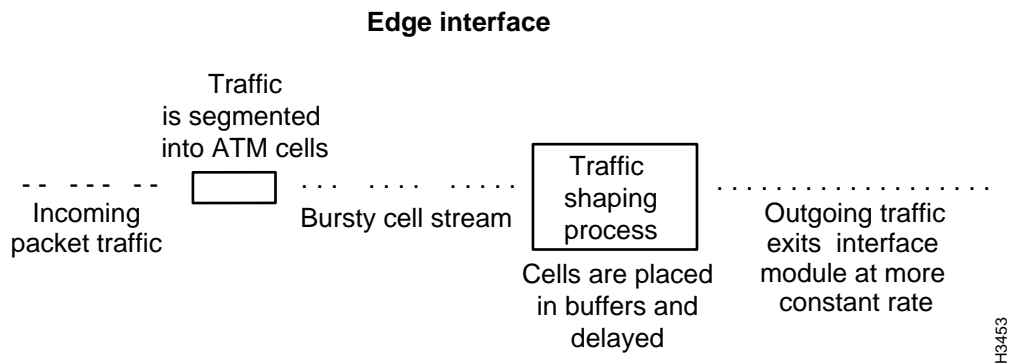 Edge interface
Traffic
is segmented
into ATM cells
Incoming
packet traffic
Bursty cell stream
Traffic
shaping
process
Cells are placed
in buffers and
delayed
Outgoing traffic
exits interface
module at more
constant rate
H3453